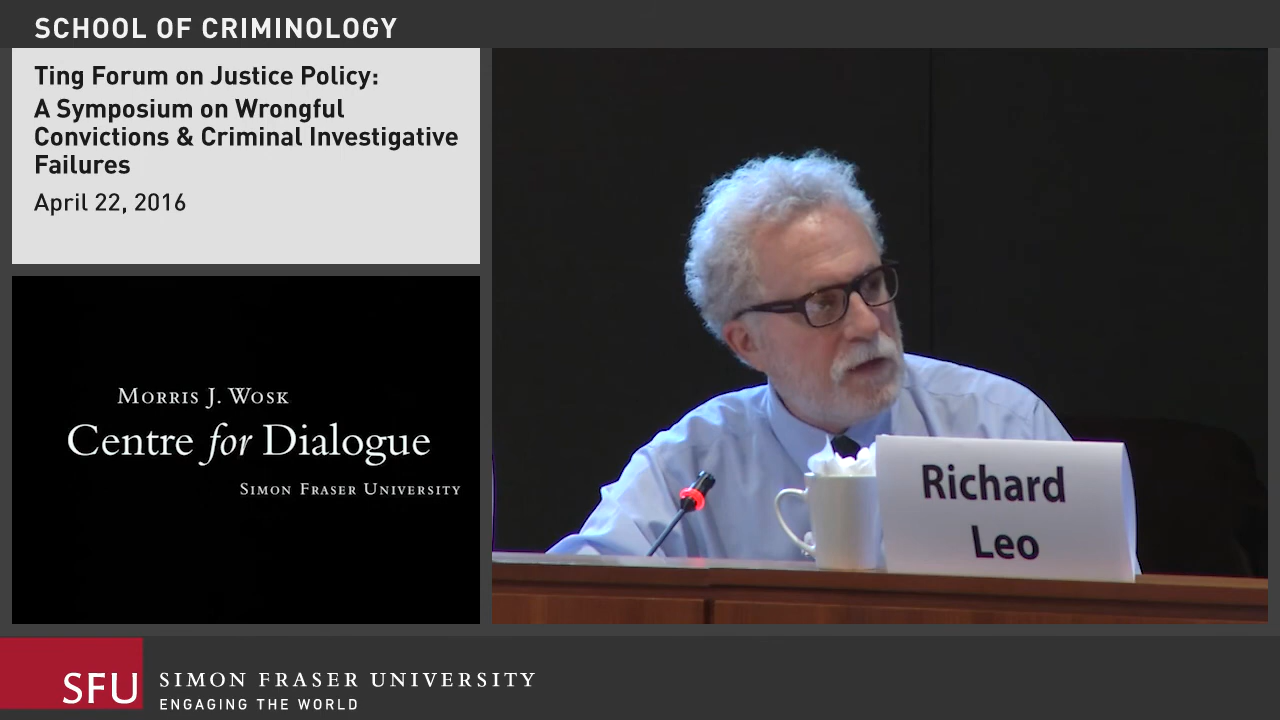 SCHOOL OF CRIMINOLOGY
Ting Forum on Justice Policy:
A Symposium on Wrongful
Convictions & Criminal Investigative
Failures
April 22, 2016
MORRIS J. WOSK
Centre for Dialogue
SIMON FRASER UNIVERSITY
Richard
Leo
SFU
SIMON FRASER UNIVERSITY
ENGAGING THE WORLD